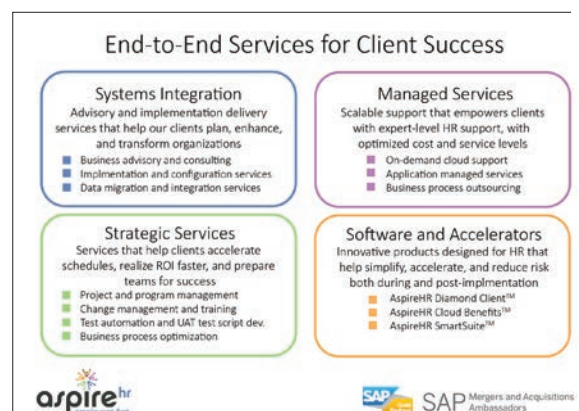 End-to-End Services for Client Success
Systems Integration
Advisory and implementation delivery
services that help our clients plan, enhance,
and transform organizations
Business advisory and consulting
Implmentation and configuration services
Data migration and integration services
Managed Services
Scalable support that empowers clients
with expert-level HR support, with
optimized cost and service levels
On-demand cloud support
Application managed services
Business process outsourcing
Strategic Services
Services that help clients accelerate
schedules, realize ROI faster, and prepare
teams for success
Project and program management
Change management and training
Test automation and UAT test script dev.
Business process optimization
Software and Accelerators
Innovative products designed for HR that
help simplify, accelerate, and reduce risk
both during and post-implmentation
AspireHR Diamond Client™
AspireHR Cloud Benefits™
AspireHR SmartSuite™
aspire hr
SAP
SAP Mergers and Acquisitions
Ambassadors